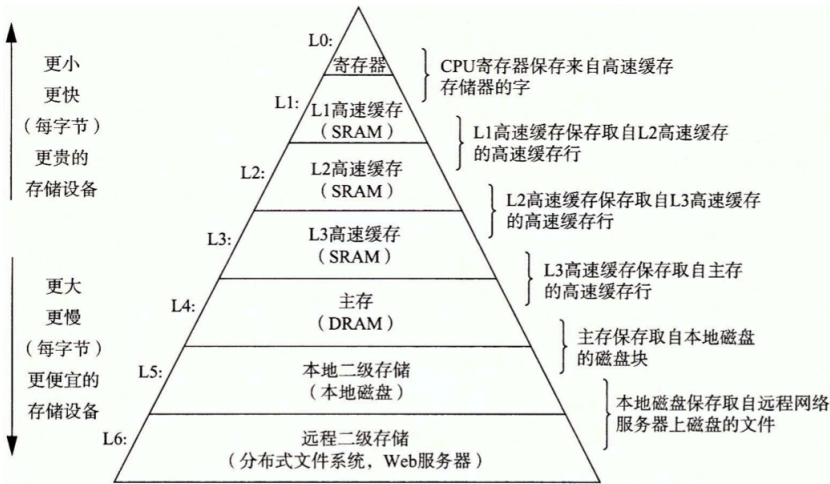 更小
更快
（每字节）
更贵的
存储设备
更大
更慢
（每字节）
更便宜的
存储设备
L0:
寄存器
CPU寄存器保存来自高速缓存
存储器的字
L1:
L1高速缓存
（SRAM）
L1高速缓存保存取自L2高速缓存
的高速缓存行
L2:
L2高速缓存
（SRAM）
L2高速缓存保存取自L3高速缓存
的高速缓存行
L3:
L3高速缓存
（SRAM）
L3高速缓存保存取自主存
的高速缓存行
L4:
主存
（DRAM）
主存保存取自本地磁盘
的磁盘块
L5:
本地二级存储
（本地磁盘）
本地磁盘保存取自远程网络
服务器上磁盘的文件
L6:
远程二级存储
（分布式文件系统，Web服务器）